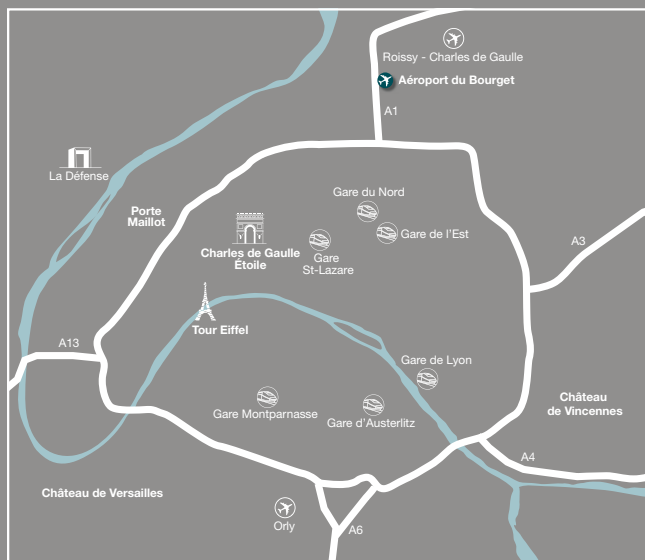 Roissy - Charles de Gaulle
Aéroport du Bourget
A1
La Défense
Porte
Maillot
Gare du Nord
Gare de l'Est
Charles de Gaulle
Étoile
Gare
St-Lazare
A3
Tour Eiffel
A13
Gare de Lyon
Gare Montparnasse
Gare d'Austerlitz
Château
de Vincennes
A4
Château de Versailles
Orly
A6